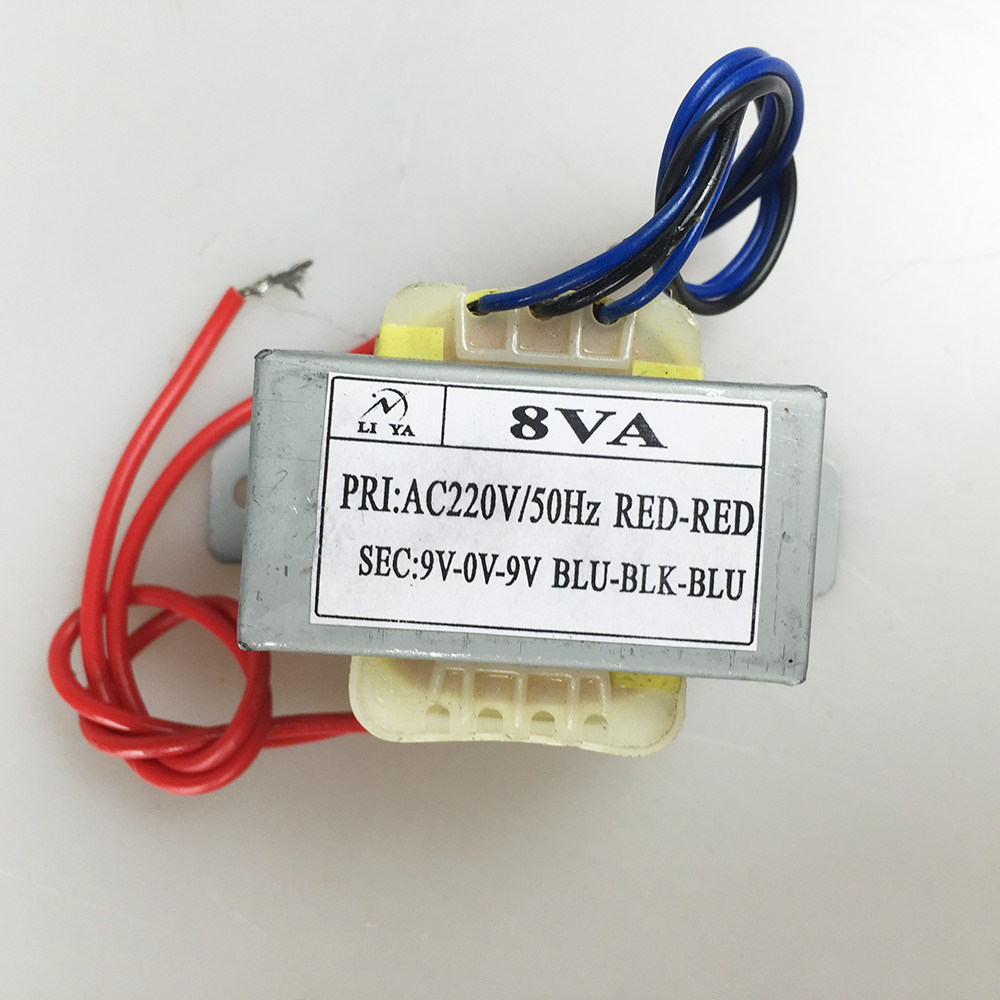 LI YA
8VA
PRI:AC220V/50Hz RED-RED
SEC:9V-0V-9V BLU-BLK-BLU